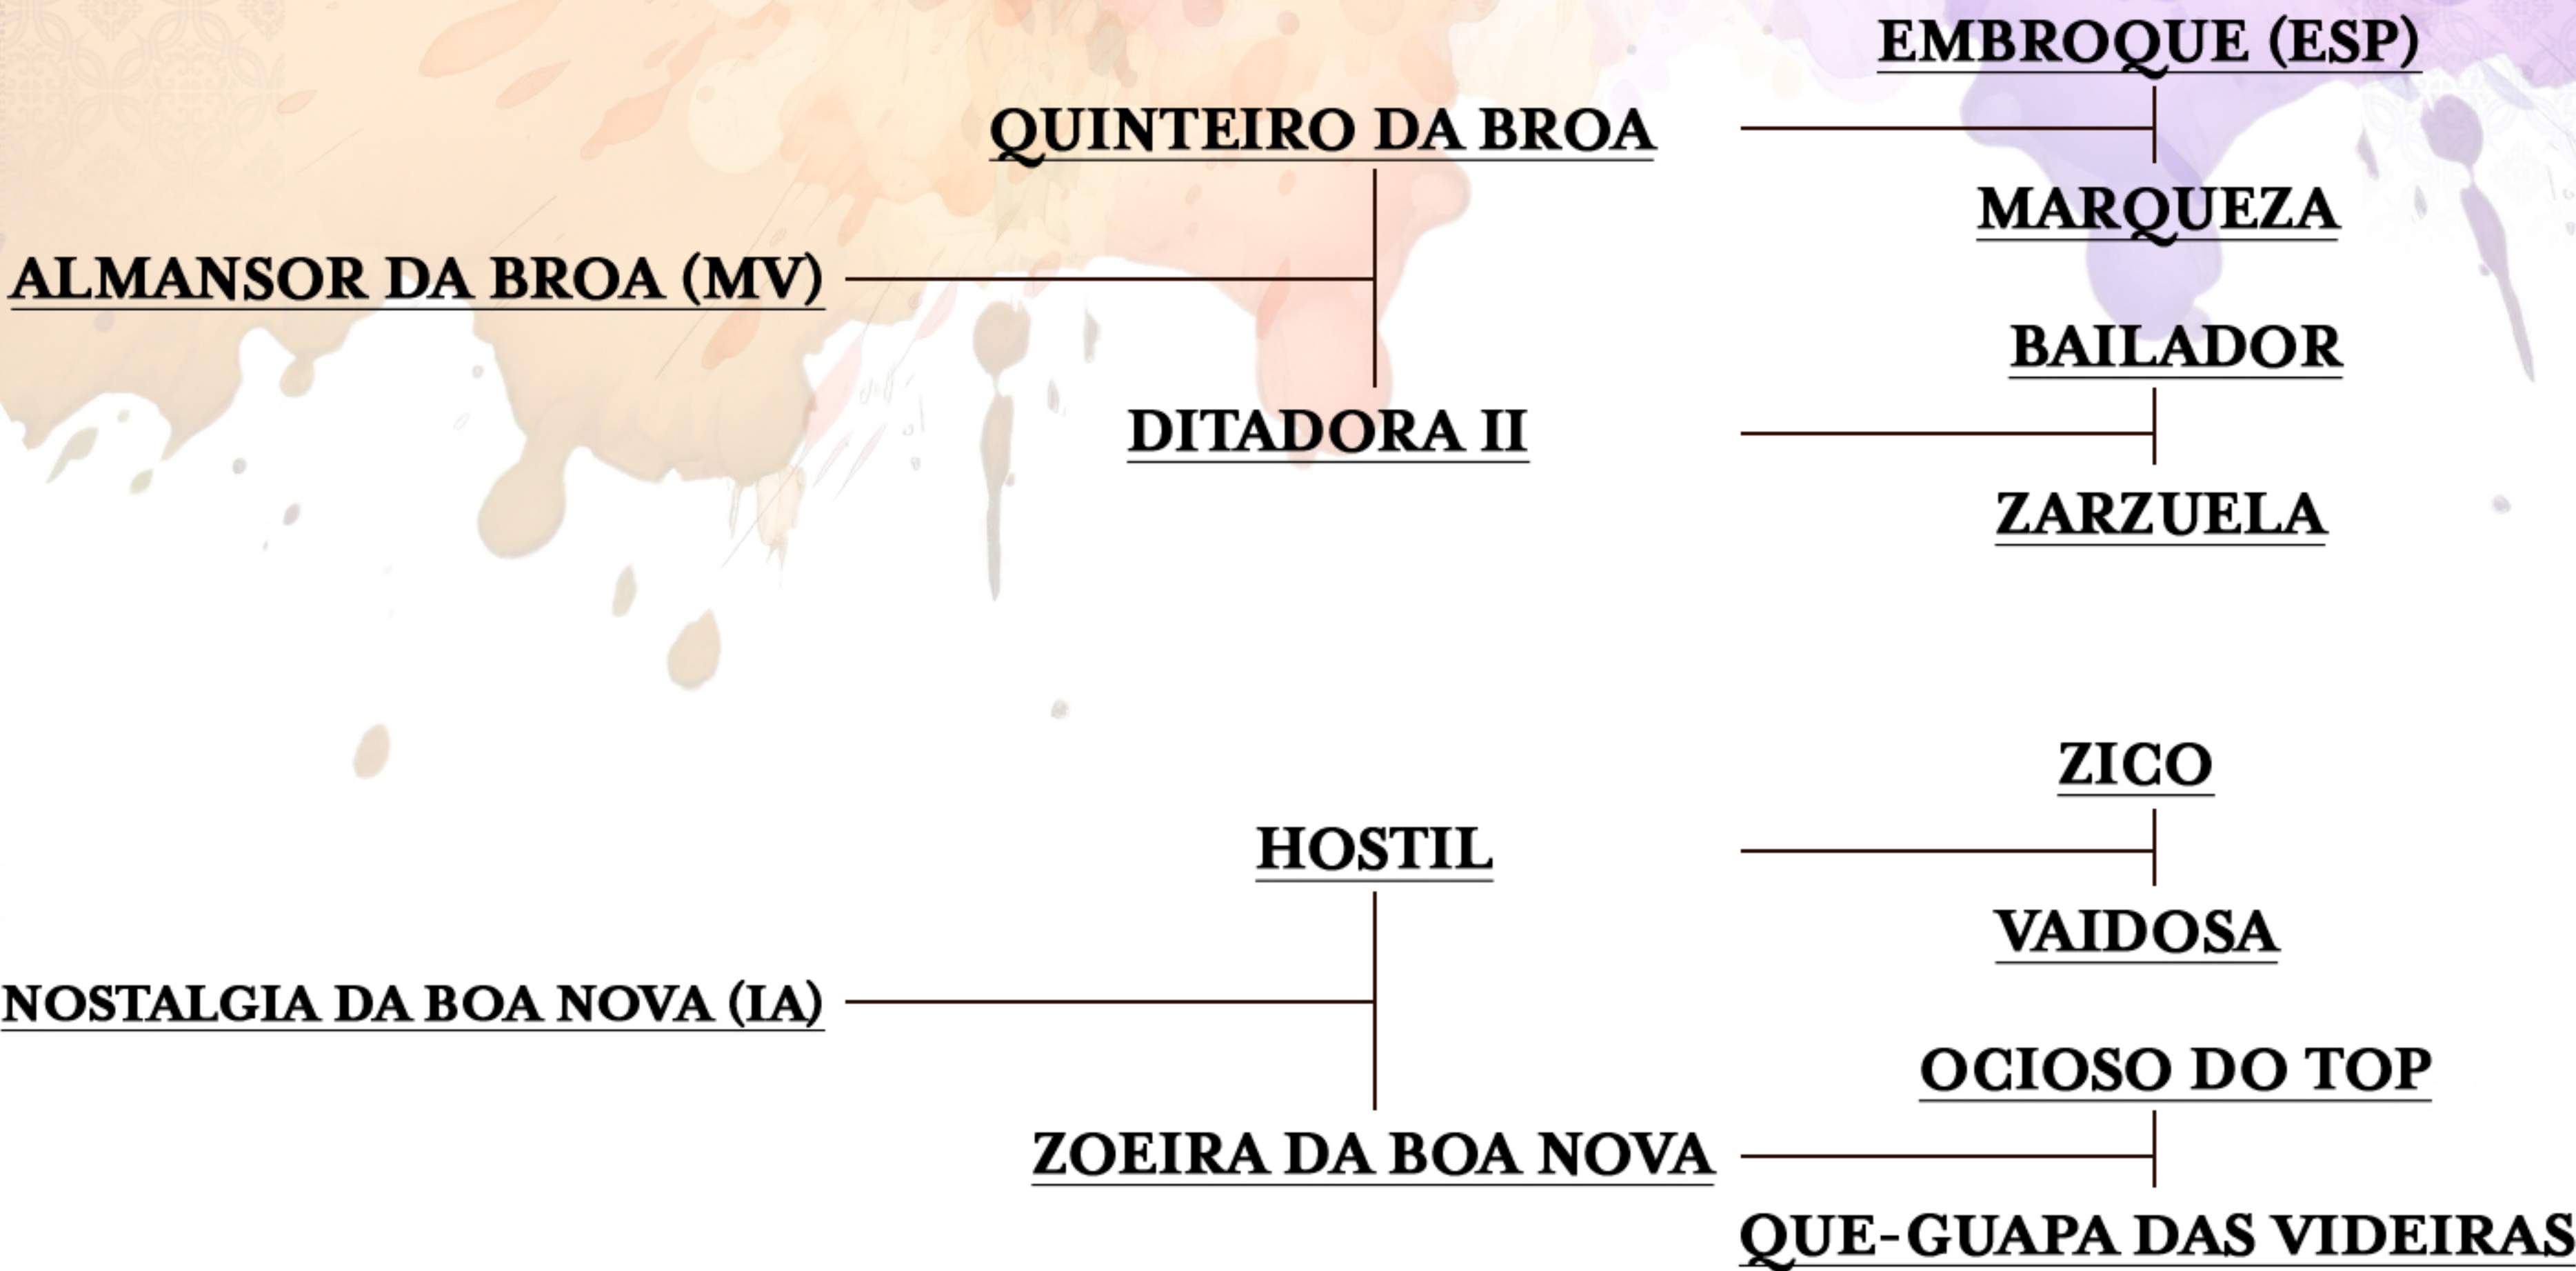 EMBROQUE (ESP)
QUINTEIRO DA BROA
MARQUEZA
ALMANSOR DA BROA (MV)
BAILADOR
DITADORA II
ZARZUELA
ZICO
HOSTIL
VAIDOSA
NOSTALGIA DA BOA NOVA (IA)
OCIOSO DO TOP
ZOEIRA DA BOA NOVA
QUE-GUAPA DAS VIDEIRAS